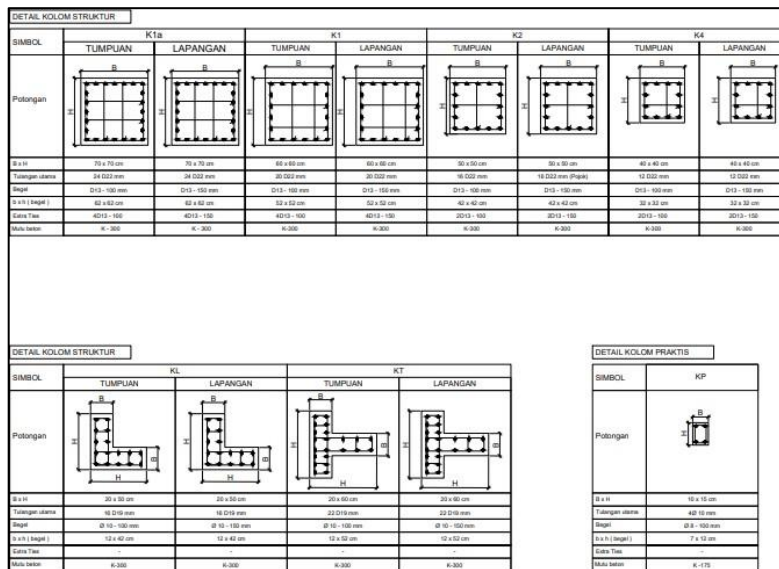 DETAIL KOLOM STRUKTUR
SIMBOL K1a K1 K2 K4
TUMPUAN LAPANGAN TUMPUAN LAPANGAN TUMPUAN LAPANGAN TUMPUAN LAPANGAN
B B B B B B B B
Potongan H H H H H H H H
B x H 70 x 70 cm 70 x 70 cm 60 x 60 cm 60 x 60 cm 50 x 50 cm 50 x 50 cm 40 x 40 cm 40 x 40 cm
Tulangan utama 24 D22 mm 24 D22 mm 20 D22 mm 20 D22 mm 16 D22 mm 16 D22 mm (Pojok) 12 D22 mm 12 D22 mm
Begel D13 - 100 mm D13 - 150 mm D13 - 100 mm D13 - 150 mm D13 - 100 mm D13 - 150 mm D13 - 100 mm D13 - 150 mm
b x h ( begel ) 62 x 62 cm 62 x 62 cm 52 x 52 cm 52 x 52 cm 42 x 42 cm 42 x 42 cm 32 x 32 cm 32 x 32 cm
Extra Ties 4D13 - 100 4D13 - 150 4D13 - 100 4D13 - 150 2D13 - 100 2D13 - 150 2D13 - 100 2D13 - 150
Mutu beton K - 300 K - 300 K-300 K-300 K-300 K-300 K-300 K-300
DETAIL KOLOM STRUKTUR
SIMBOL KL KT
TUMPUAN LAPANGAN TUMPUAN LAPANGAN
B B B B
Potongan H B H B H B H B
H H H H
B x H 20 x 50 cm 20 x 50 cm 20 x 60 cm 20 x 60 cm
Tulangan utama 16 D19 mm 16 D19 mm 22 D19 mm 22 D19 mm
Begel Ø 10 - 100 mm Ø 10 - 150 mm Ø 10 - 100 mm Ø 10 - 150 mm
b x h ( begel ) 12 x 42 cm 12 x 42 cm 12 x 52 cm 12 x 52 cm
Extra Ties - - - -
Mutu beton K-300 K-300 K-300 K-300
DETAIL KOLOM PRAKTIS
SIMBOL KP
B
Potongan H
B x H 10 x 15 cm
Tulangan utama 4Ø 10 mm
Begel Ø 8 - 100 mm
b x h ( begel ) 7 x 12 cm
Extra Ties -
Mutu beton K -175